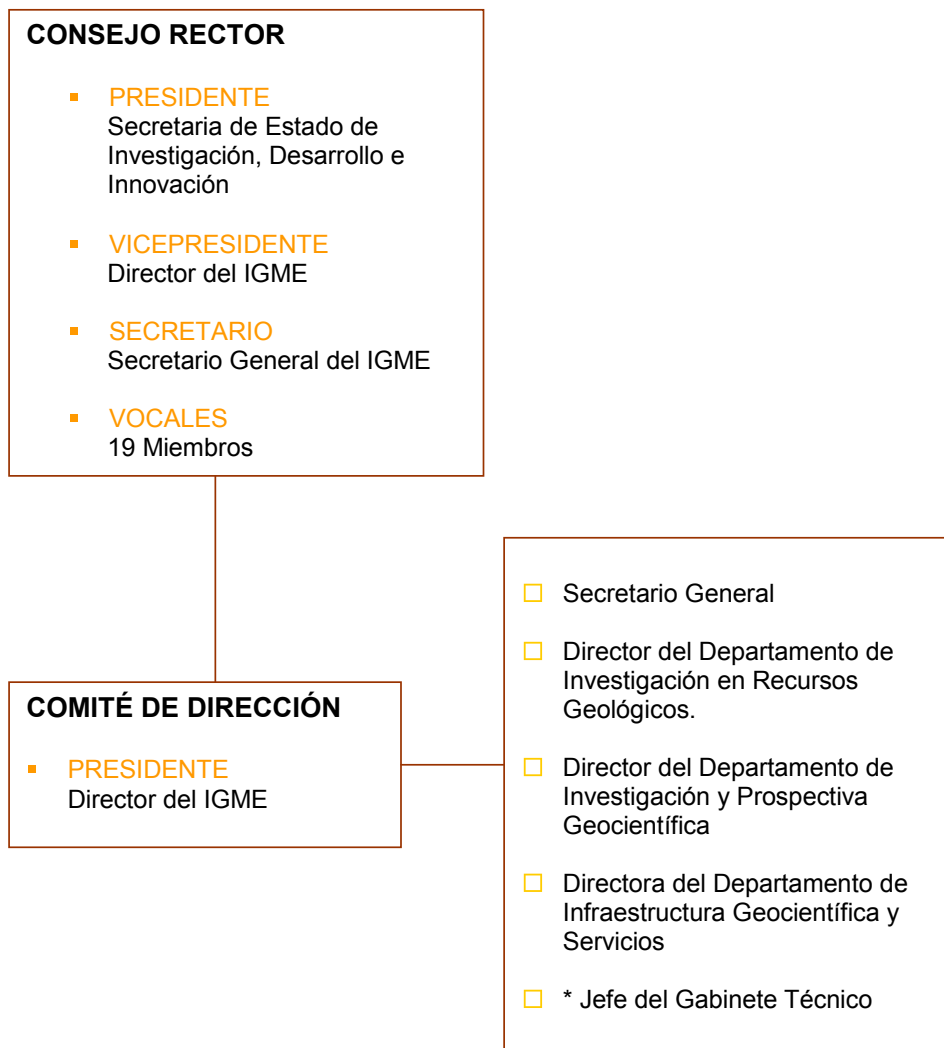 CONSEJO RECTOR
▪ PRESIDENTE
Secretaria de Estado de
Investigación, Desarrollo e
Innovación
▪ VICEPRESIDENTE
Director del IGME
▪ SECRETARIO
Secretario General del IGME
▪ VOCALES
19 Miembros
COMITÉ DE DIRECCIÓN
▪ PRESIDENTE
Director del IGME
□ Secretario General
□ Director del Departamento de
Investigación en Recursos
Geológicos.
□ Director del Departamento de
Investigación y Prospectiva
Geocientífica
□ Directora del Departamento de
Infraestructura Geocientífica y
Servicios
□ * Jefe del Gabinete Técnico